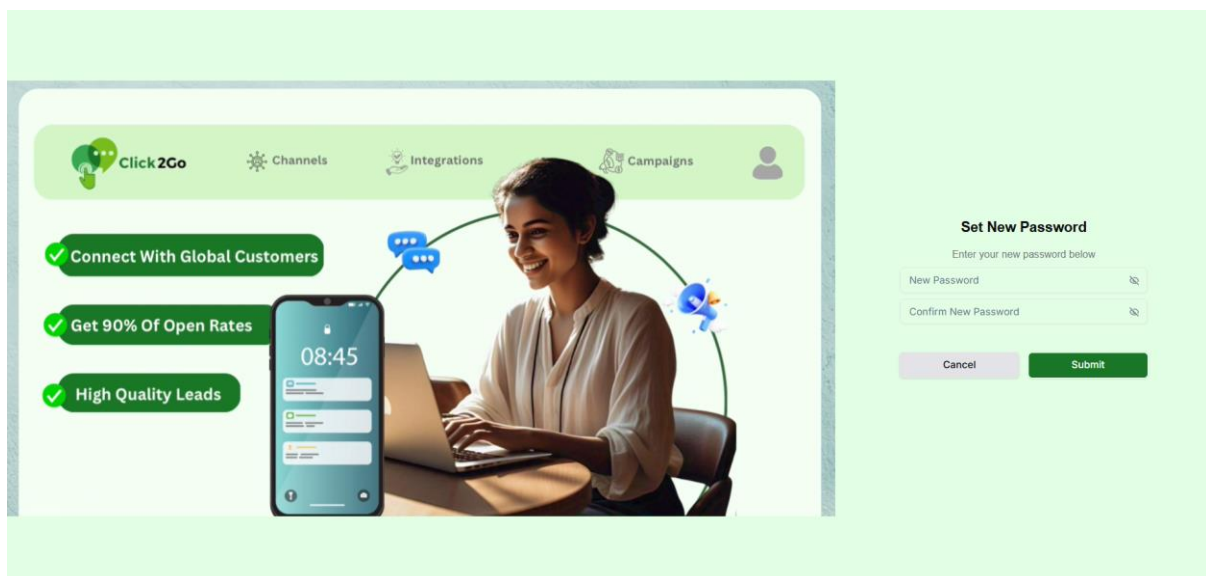 Click2Go
Channels
Integrations
Campaigns
Connect With Global Customers
Get 90% Of Open Rates
High Quality Leads
08:45
Set New Password
Enter your new password below
New Password
Confirm New Password
Cancel
Submit